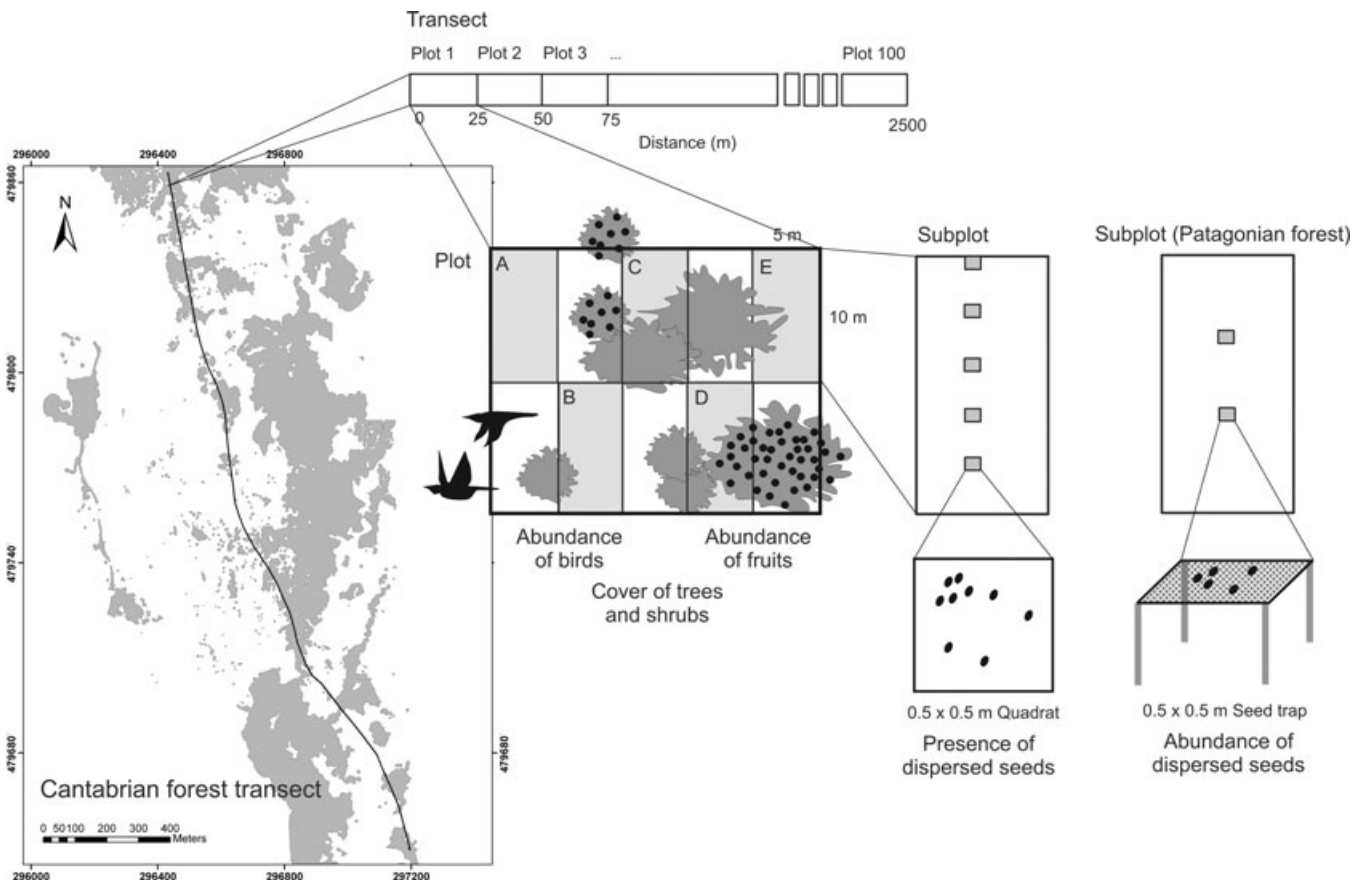 Transect
Plot 1 Plot 2 Plot 3 ... Plot 100
0 25 50 75 2500
Distance (m)
296000 296400 296800
479860
N
479800
479740
479680 479680
Cantabrian forest transect
0 50 100 200 300 400
Meters
296000 296400 296800 297200
Plot
5 m
10 m
A C E
B D
Abundance
of birds
Abundance
of fruits
Cover of trees
and shrubs
Subplot
0.5 x 0.5 m Quadrat
Presence of
dispersed seeds
Subplot (Patagonian forest)
0.5 x 0.5 m Seed trap
Abundance of
dispersed seeds